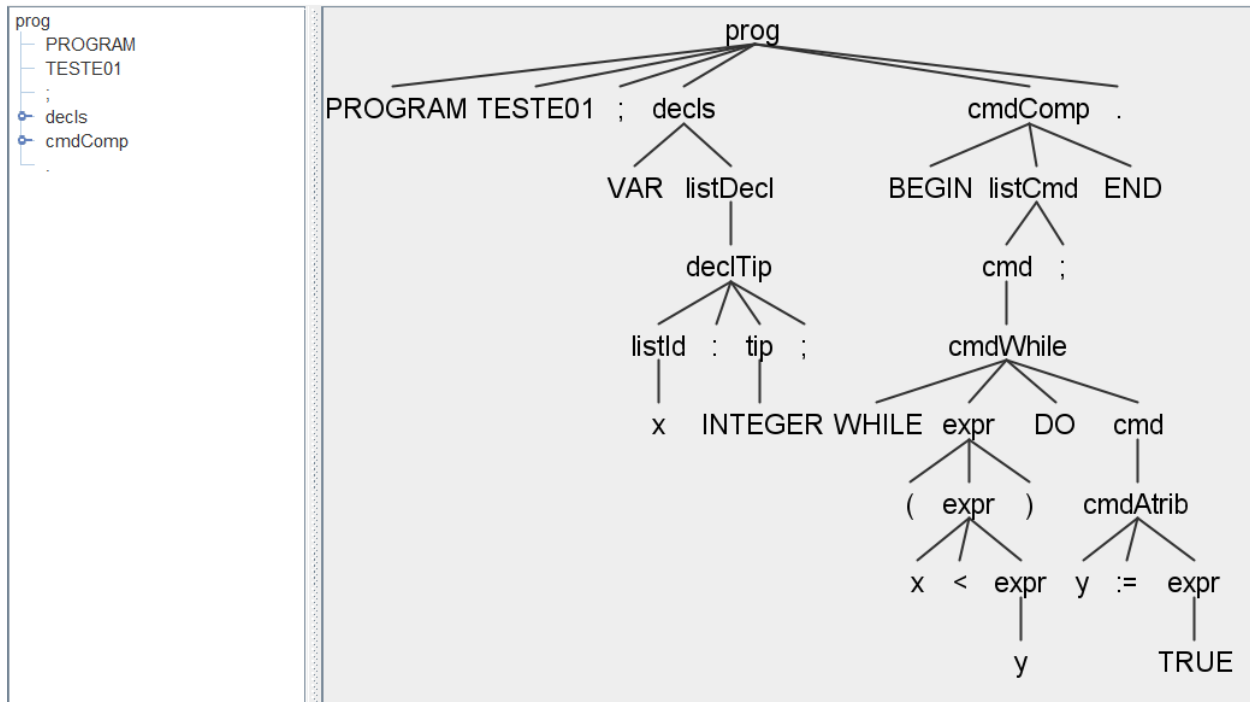 prog
PROGRAM
TESTE01
;
decls
cmdComp
.
prog
PROGRAM TESTE01 ; decls cmdComp .
VAR listDecl BEGIN listCmd END
declTip cmd ;
listId : tip ; cmdWhile
x INTEGER WHILE expr DO cmd
( expr ) cmdAtrib
x < expr y := expr
y TRUE